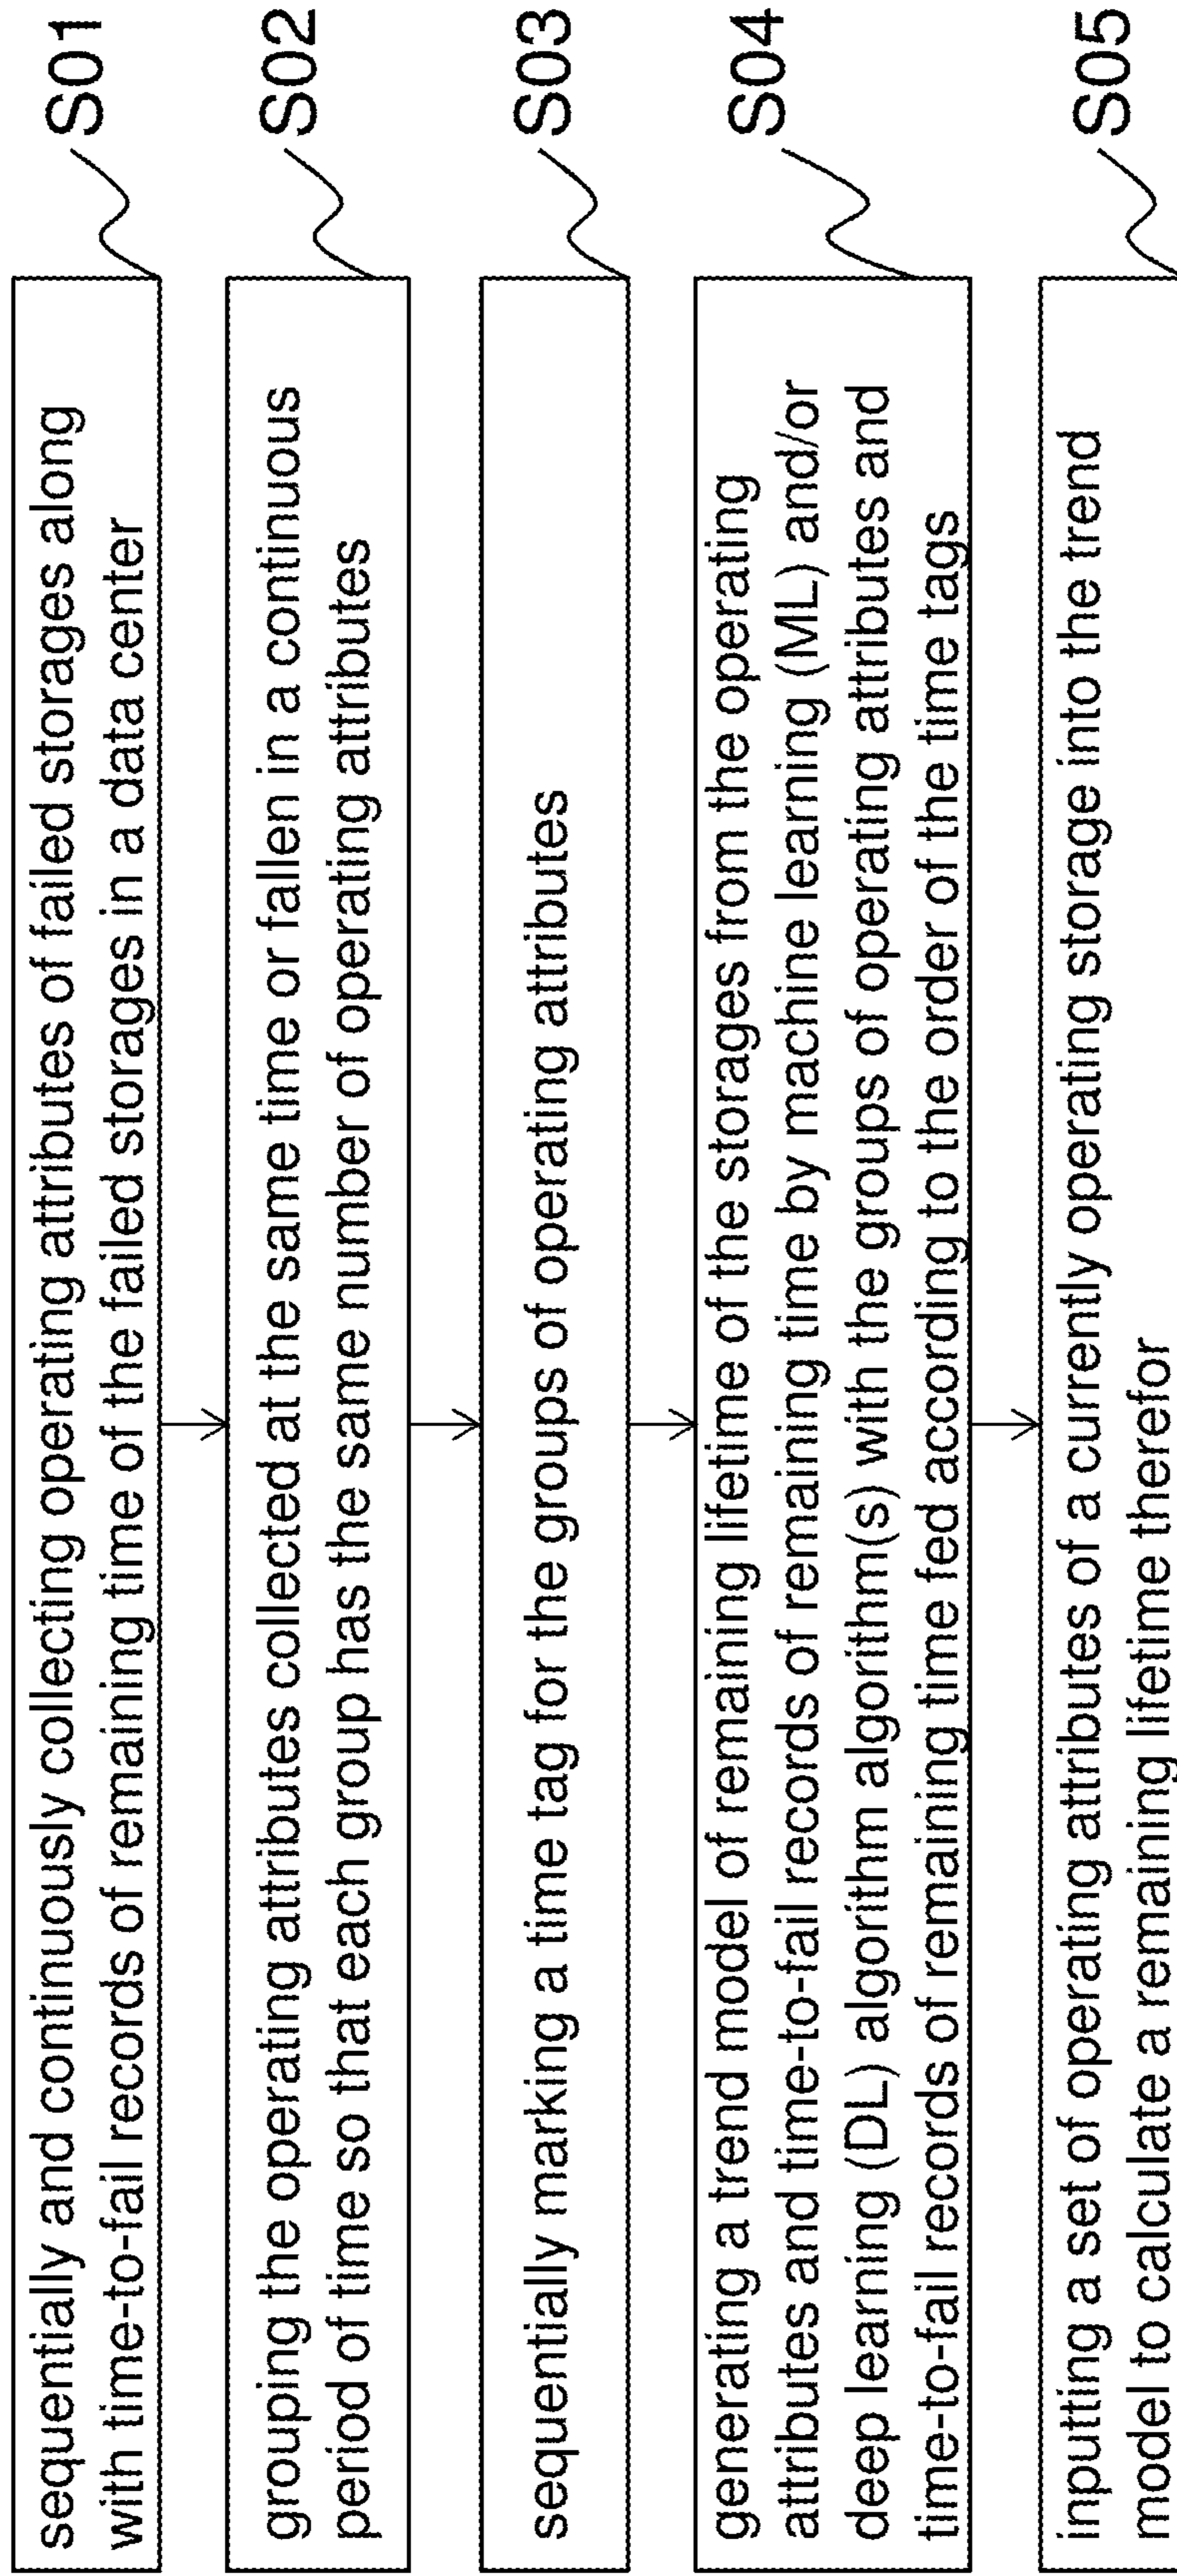 sequentially and continuously collecting operating attributes of failed storages along
with time-to-fail records of remaining time of the failed storages in a data center
S01
grouping the operating attributes collected at the same time or fallen in a continuous
period of time so that each group has the same number of operating attributes
S02
sequentially marking a time tag for the groups of operating attributes
S03
generating a trend model of remaining lifetime of the storages from the operating
attributes and time-to-fail records of remaining time by machine learning (ML) and/or
deep learning (DL) algorithm algorithm(s) with the groups of operating attributes and
time-to-fail records of remaining time fed according to the order of the time tags
S04
inputting a set of operating attributes of a currently operating storage into the trend
model to calculate a remaining lifetime therefor
S05